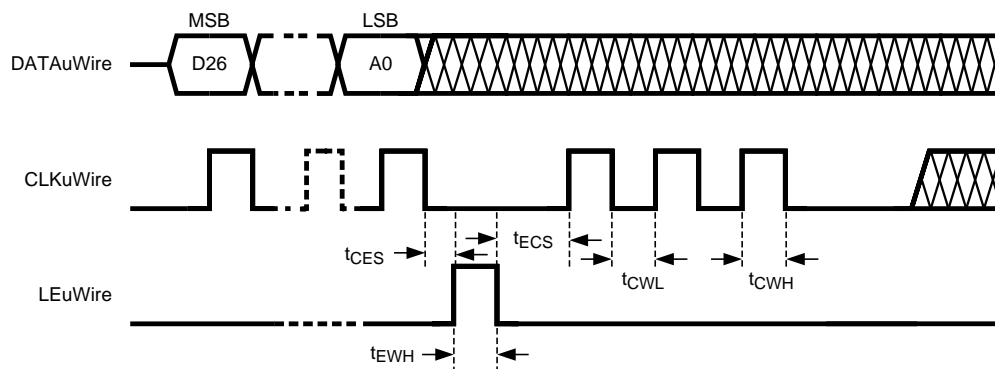 MSB LSB
DATAuWire D26 A0
CLKuWire
tCES tECS tCWL tCWH
LEuWire
tEWH